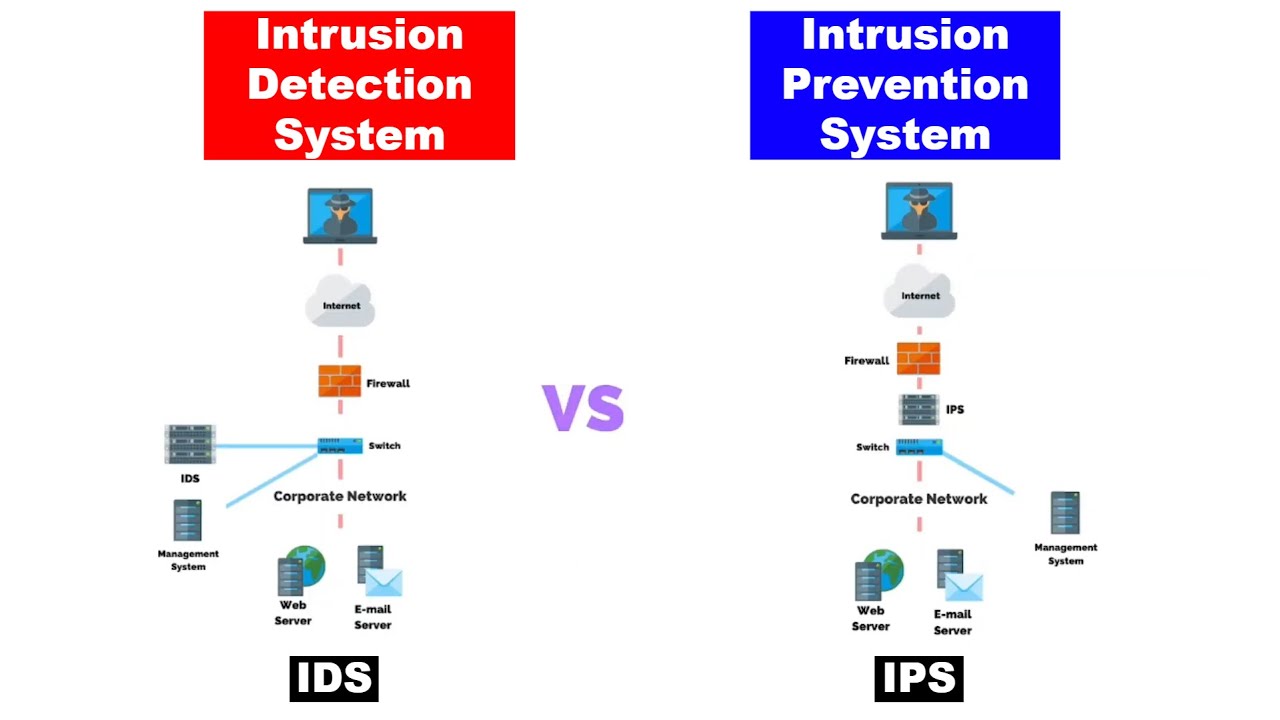 Intrusion
Detection
System
Internet
Firewall
Switch
IDS
Corporate Network
Management
System
Web
Server
E-mail
Server
IDS
VS
Intrusion
Prevention
System
Internet
Firewall
IPS
Switch
Corporate Network
Management
System
Web
Server
E-mail
Server
IPS